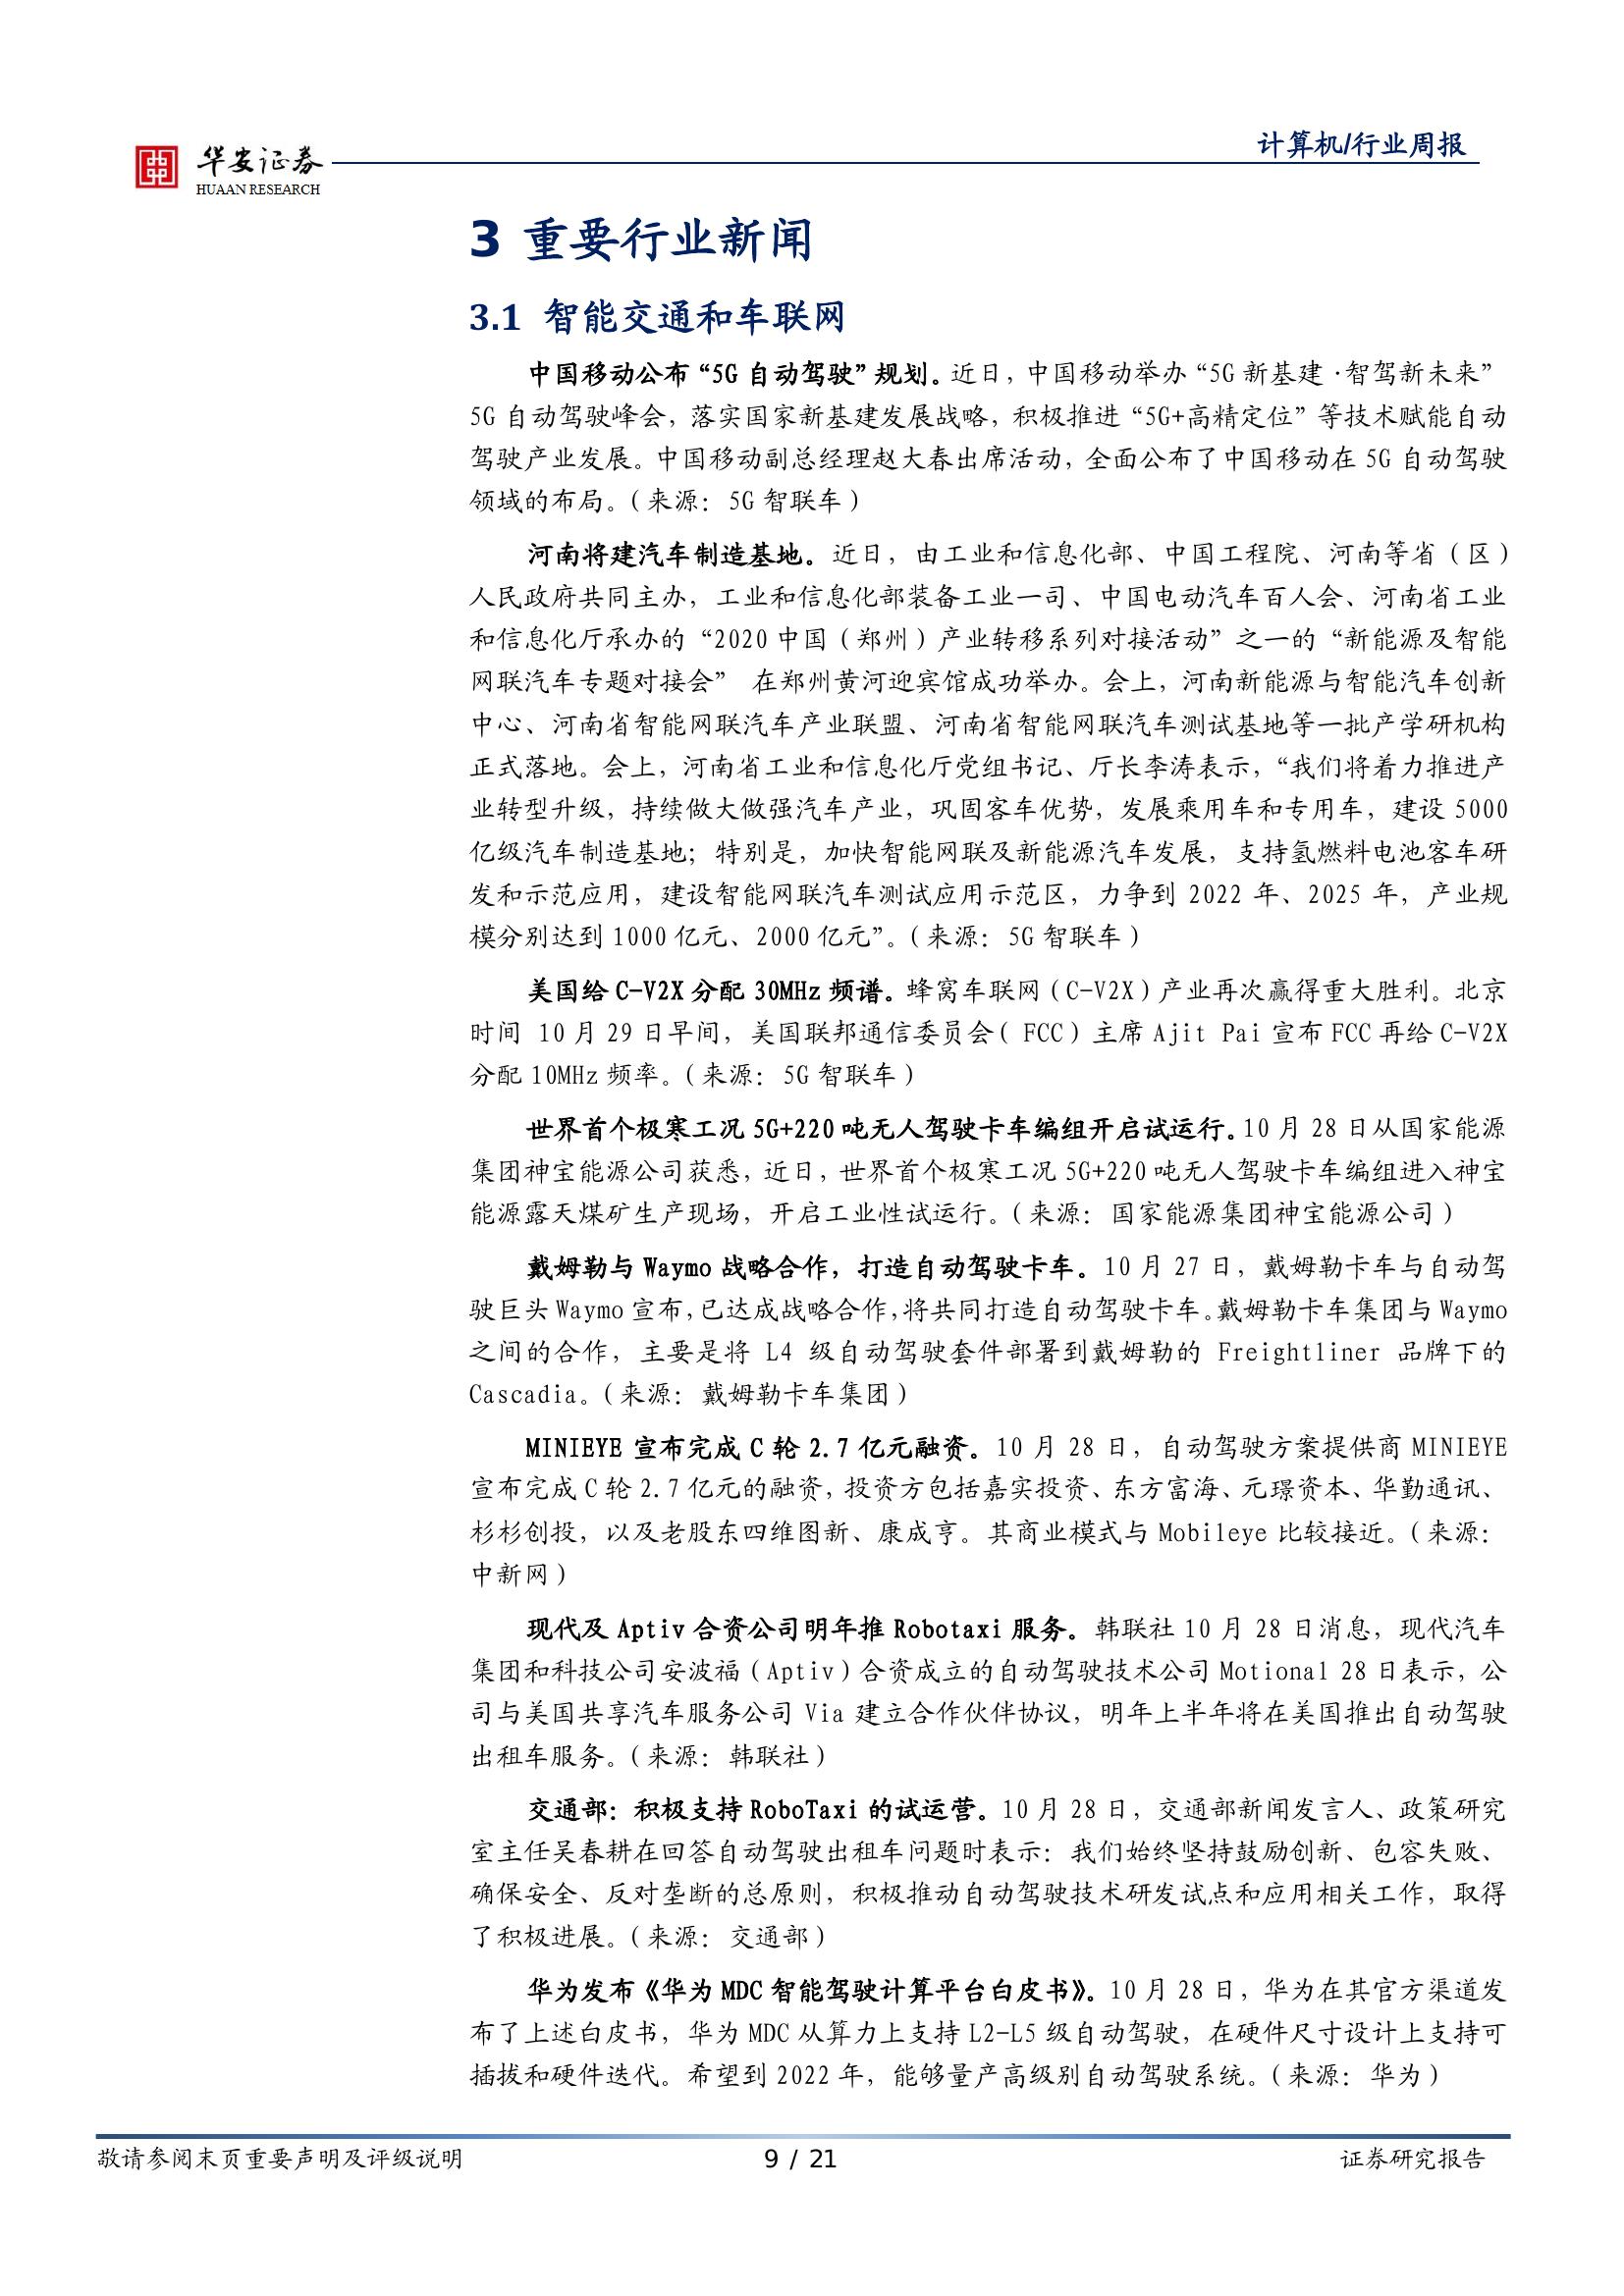 华安证券
HUAAN RESEARCH
计算机/行业周报
3 重要行业新闻
3.1 智能交通和车联网
中国移动公布“5G 自动驾驶”规划。近日，中国移动举办“5G 新基建·智驾新未来”
5G 自动驾驶峰会，落实国家新基建发展战略，积极推进“5G+高精定位”等技术赋能自动
驾驶产业发展。中国移动副总经理赵大春出席活动，全面公布了中国移动在 5G 自动驾驶
领域的布局。（来源：5G 智联车）
河南将建汽车制造基地。近日，由工业和信息化部、中国工程院、河南等省（区）
人民政府共同主办，工业和信息化部装备工业一司、中国电动汽车百人会、河南省工业
和信息化厅承办的“2020 中国（郑州）产业转移系列对接活动”之一的“新能源及智能
网联汽车专题对接会” 在郑州黄河迎宾馆成功举办。会上，河南新能源与智能汽车创新
中心、河南省智能网联汽车产业联盟、河南省智能网联汽车测试基地等一批产学研机构
正式落地。会上，河南省工业和信息化厅党组书记、厅长李涛表示，“我们将着力推进产
业转型升级，持续做大做强汽车产业，巩固客车优势，发展乘用车和专用车，建设 5000
亿级汽车制造基地；特别是，加快智能网联及新能源汽车发展，支持氢燃料电池客车研
发和示范应用，建设智能网联汽车测试应用示范区，力争到 2022 年、2025 年，产业规
模分别达到 1000 亿元、2000 亿元”。（来源：5G 智联车）
美国给 C-V2X 分配 30MHz 频谱。蜂窝车联网（C-V2X）产业再次赢得重大胜利。北京
时间 10 月 29 日早间，美国联邦通信委员会（ FCC）主席 Ajit Pai 宣布 FCC 再给 C-V2X
分配 10MHz 频率。（来源：5G 智联车）
世界首个极寒工况 5G+220 吨无人驾驶卡车编组开启试运行。10 月 28 日从国家能源
集团神宝能源公司获悉，近日，世界首个极寒工况 5G+220 吨无人驾驶卡车编组进入神宝
能源露天煤矿生产现场，开启工业性试运行。（来源：国家能源集团神宝能源公司）
戴姆勒与 Waymo 战略合作，打造自动驾驶卡车。10 月 27 日，戴姆勒卡车与自动驾
驶巨头 Waymo 宣布，已达成战略合作，将共同打造自动驾驶卡车。戴姆勒卡车集团与 Waymo
之间的合作，主要是将 L4 级自动驾驶套件部署到戴姆勒的 Freightliner 品牌下的
Cascadia。（来源：戴姆勒卡车集团）
MINIEYE 宣布完成 C 轮 2.7 亿元融资。10 月 28 日，自动驾驶方案提供商 MINIEYE
宣布完成 C 轮 2.7 亿元的融资，投资方包括嘉实投资、东方富海、元璟资本、华勤通讯、
杉杉创投，以及老股东四维图新、康成亨。其商业模式与 Mobileye 比较接近。（来源：
中新网）
现代及 Aptiv 合资公司明年推 Robotaxi 服务。韩联社 10 月 28 日消息，现代汽车
集团和科技公司安波福（Aptiv）合资成立的自动驾驶技术公司 Motional 28 日表示，公
司与美国共享汽车服务公司 Via 建立合作伙伴协议，明年上半年将在美国推出自动驾驶
出租车服务。（来源：韩联社）
交通部：积极支持 RoboTaxi 的试运营。10 月 28 日，交通部新闻发言人、政策研究
室主任吴春耕在回答自动驾驶出租车问题时表示：我们始终坚持鼓励创新、包容失败、
确保安全、反对垄断的总原则，积极推动自动驾驶技术研发试点和应用相关工作，取得
了积极进展。（来源：交通部）
华为发布《华为 MDC 智能驾驶计算平台白皮书》。10 月 28 日，华为在其官方渠道发
布了上述白皮书，华为 MDC 从算力上支持 L2-L5 级自动驾驶，在硬件尺寸设计上支持可
插拔和硬件迭代。希望到 2022 年，能够量产高级别自动驾驶系统。（来源：华为）
敬请参阅末页重要声明及评级说明
9 / 21
证券研究报告